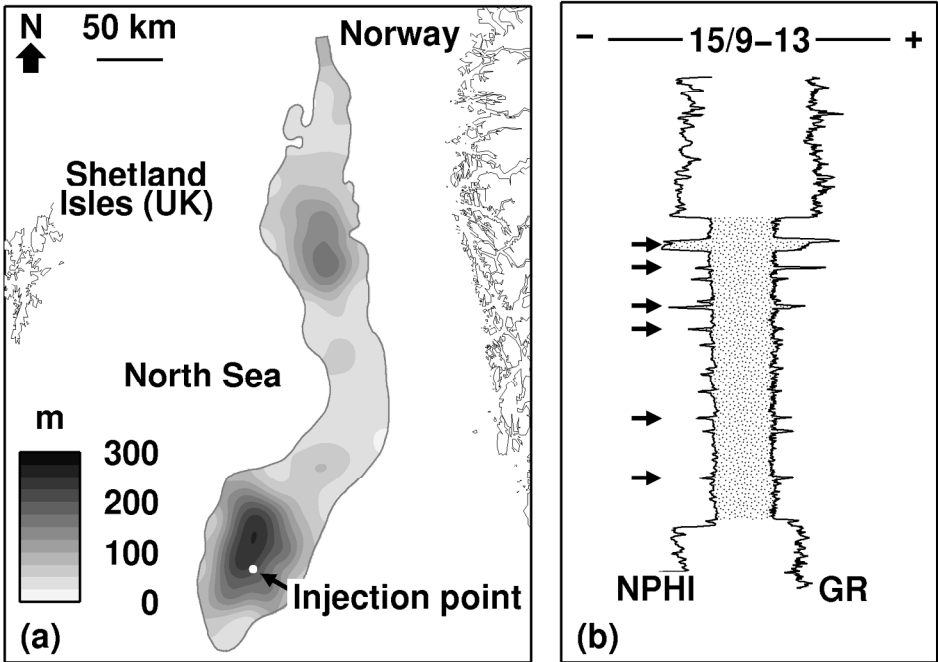 N
50 km
Norway
Shetland
Isles (UK)
North Sea
m
300
200
100
0
Injection point
(a)
− 15/9−13 +
NPHI
GR
(b)